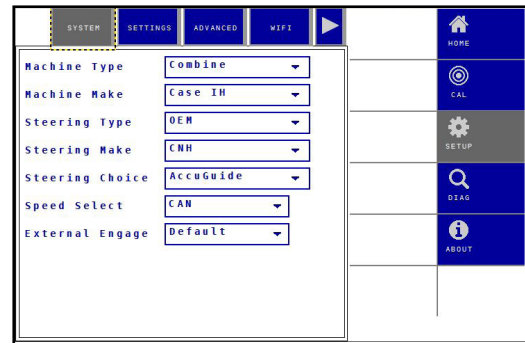 SYSTEM SETTINGS ADVANCED WIFI
Machine Type Combine
Machine Make Case IH
Steering Type OEM
Steering Make CNH
Steering Choice AccuGuide
Speed Select CAN
External Engage Default
HOME
CAL
SETUP
DIAG
ABOUT